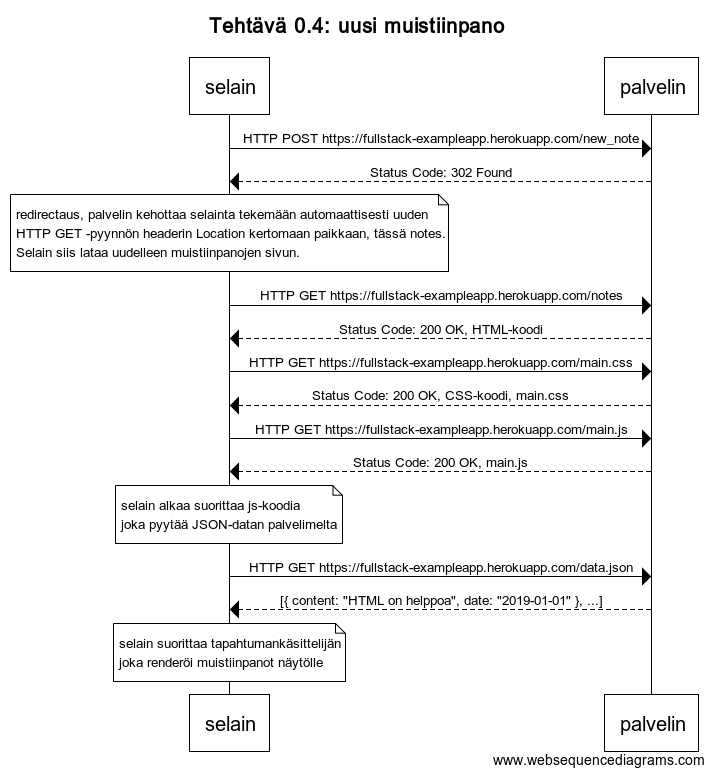 Tehtävä 0.4: uusi muistiinpano
selain
palvelin
HTTP POST https://fullstack-exampleapp.herokuapp.com/new_note
Status Code: 302 Found
redirectaus, palvelin kehottaa selainta tekemään automaattisesti uuden
HTTP GET -pyynnön headerin Location kertomaan paikkaan, tässä notes.
Selain siis lataa uudelleen muistiinpanojen sivun.
HTTP GET https://fullstack-exampleapp.herokuapp.com/notes
Status Code: 200 OK, HTML-koodi
HTTP GET https://fullstack-exampleapp.herokuapp.com/main.css
Status Code: 200 OK, CSS-koodi, main.css
HTTP GET https://fullstack-exampleapp.herokuapp.com/main.js
Status Code: 200 OK, main.js
selain alkaa suorittaa js-koodia
joka pyytää JSON-datan palvelimelta
HTTP GET https://fullstack-exampleapp.herokuapp.com/data.json
[{ content: "HTML on helppoa", date: "2019-01-01" }, ...]
selain suorittaa tapahtumankäsittelijän
joka renderöi muistiinpanot näytölle
selain
palvelin
www.websequencediagrams.com